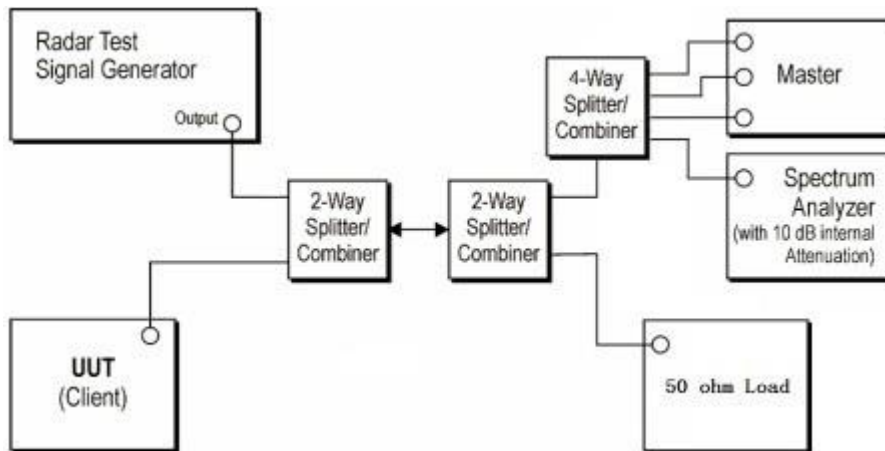 Radar Test
Signal Generator
Output
4-Way
Splitter/
Combiner
Master
2-Way
Splitter/
Combiner
2-Way
Splitter/
Combiner
Spectrum
Analyzer
(with 10 dB internal
Attenuation)
UUT
(Client)
50 ohm Load